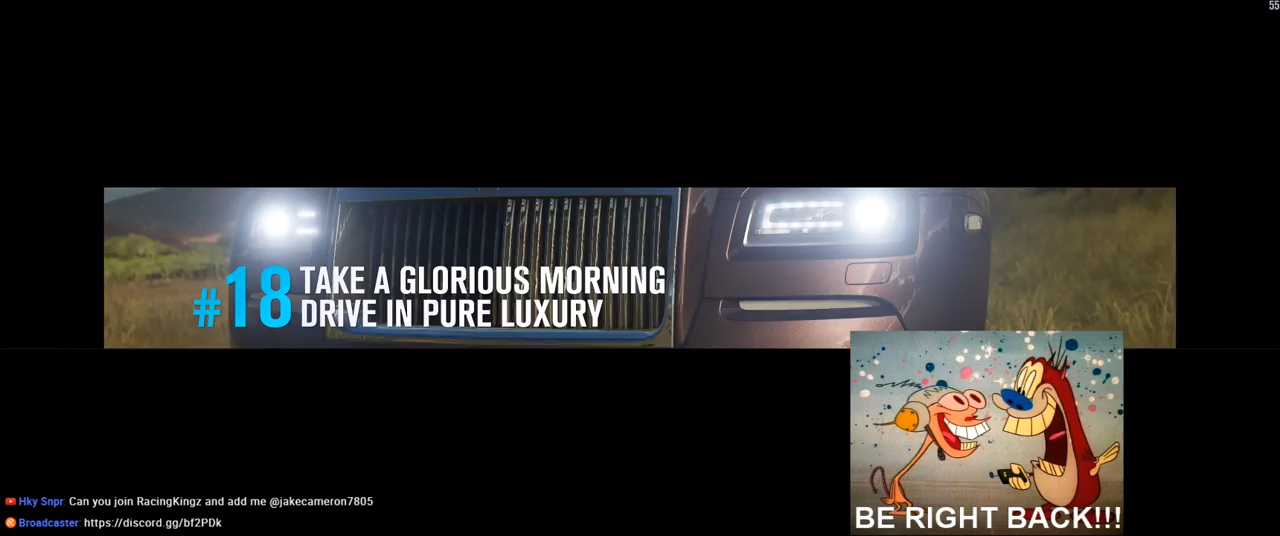 55
#18 TAKE A GLORIOUS MORNING
DRIVE IN PURE LUXURY
Hky Snpr: Can you join RacingKingz and add me @jakecameron7805
Broadcaster: https://discord.gg/bf2PDk
BE RIGHT BACK!!!